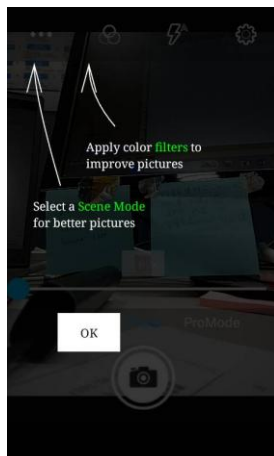 Apply color filters to
improve pictures
Select a Scene Mode
for better pictures
ProMode
OK